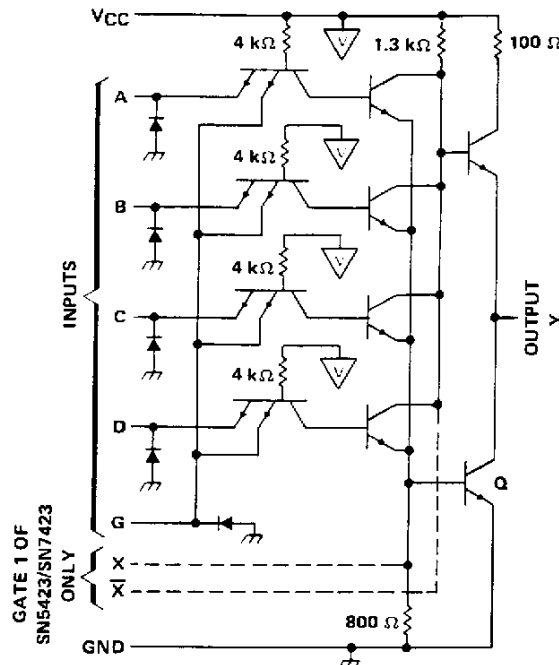 VCC
4 kΩ
V
1.3 kΩ
100 Ω
A
4 kΩ
V
B
4 kΩ
V
C
4 kΩ
V
D
INPUTS
OUTPUT
Y
Q
G
GATE 1 OF
SN5423/SN7423
ONLY
X
X̅
800 Ω
GND